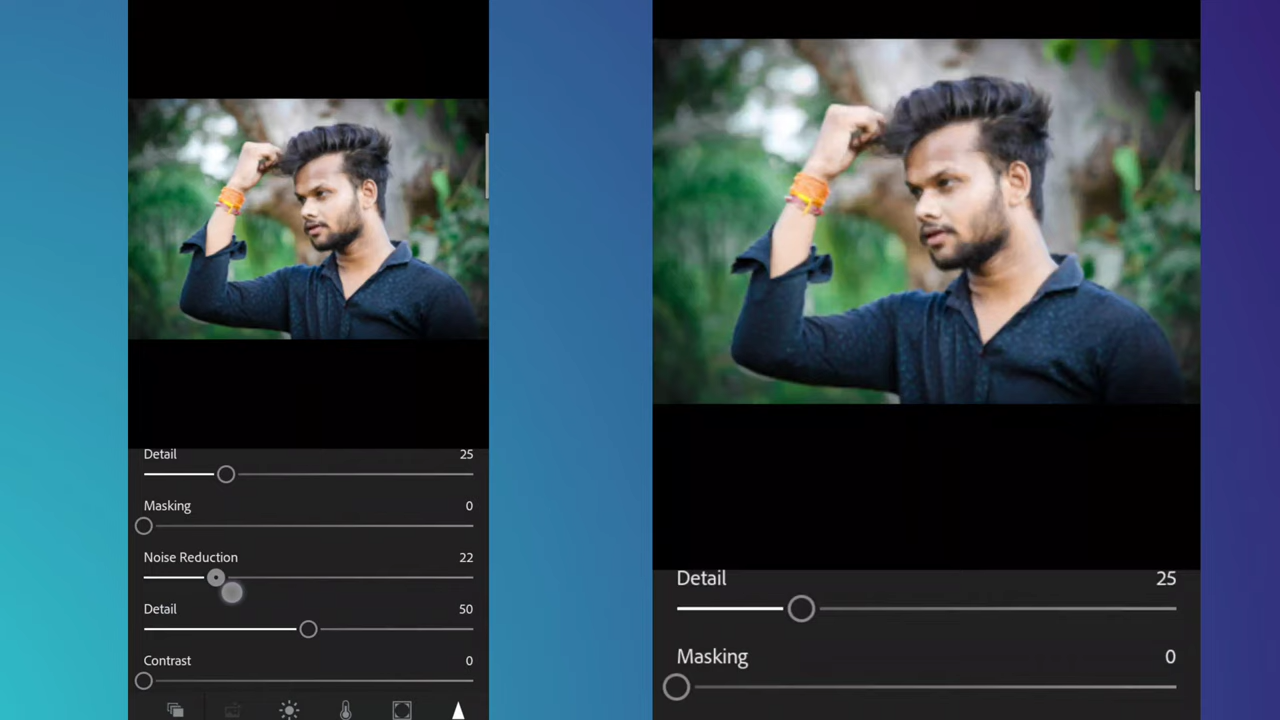 Detail 25
Masking 0
Noise Reduction 22
Detail 50
Contrast 0
Detail 25
Masking 0